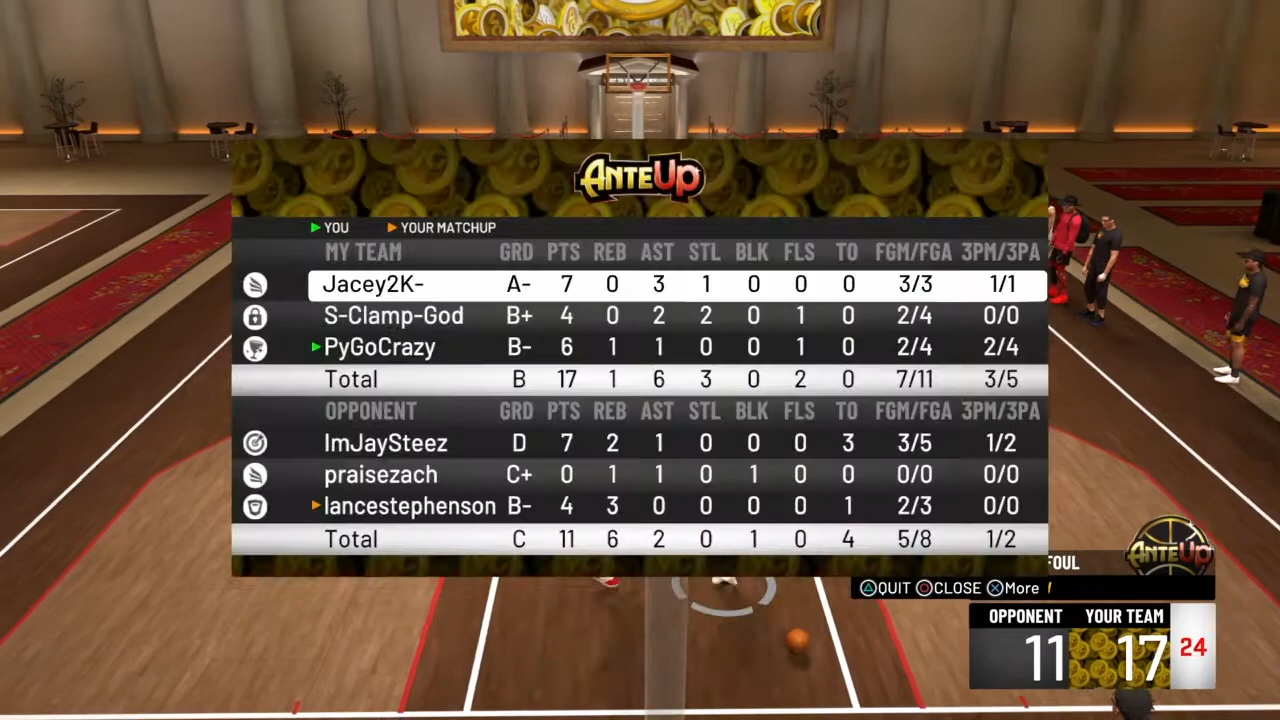 ANTEUP
YOU YOUR MATCHUP
MY TEAM GRD PTS REB AST STL BLK FLS TO FGM/FGA 3PM/3PA
Jacey2K- A- 7 0 3 1 0 0 0 3/3 1/1
S-Clamp-God B+ 4 0 2 2 0 1 0 2/4 0/0
PyGoCrazy B- 6 1 1 0 0 1 0 2/4 2/4
Total B 17 1 6 3 0 2 0 7/11 3/5
OPPONENT GRD PTS REB AST STL BLK FLS TO FGM/FGA 3PM/3PA
ImJaySteez D 7 2 1 0 0 0 3 3/5 1/2
praisezach C+ 0 1 1 0 1 0 0 0/0 0/0
lancestephenson B- 4 3 0 0 0 0 1 2/3 0/0
Total C 11 6 2 0 1 0 4 5/8 1/2
FOUL
ANTEUP
QUIT CLOSE More
OPPONENT YOUR TEAM
11 17 24